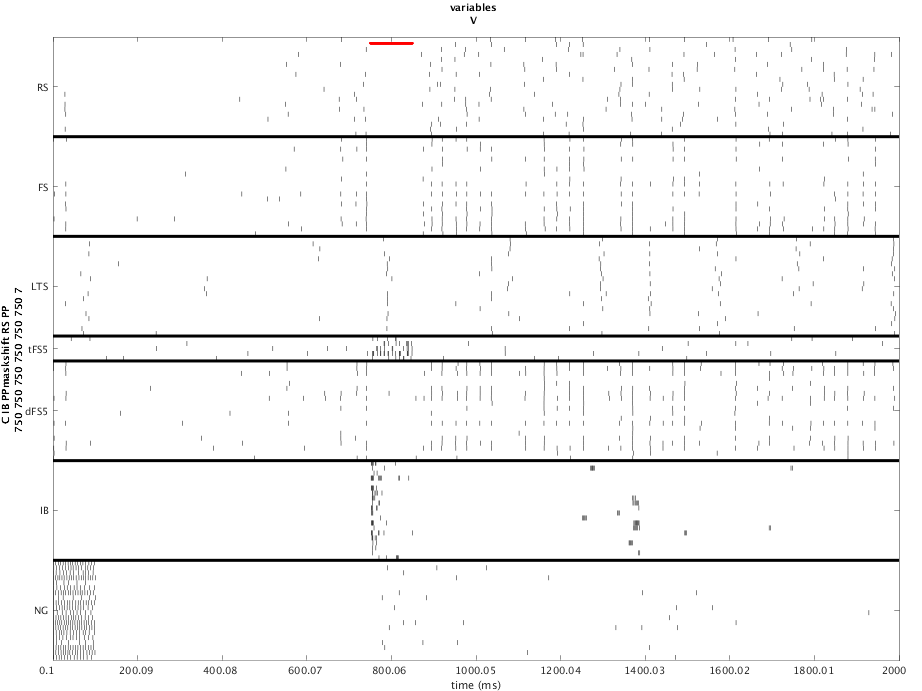 variables
V
RS
FS
LTS
tFS5
dFS5
IB
NG
C IB PPmaskshift RS PP
750 750 750 750 750 750 7
0.1 200.09 400.08 600.07 800.06 1000.05 1200.04 1400.03 1600.02 1800.01 2000
time (ms)